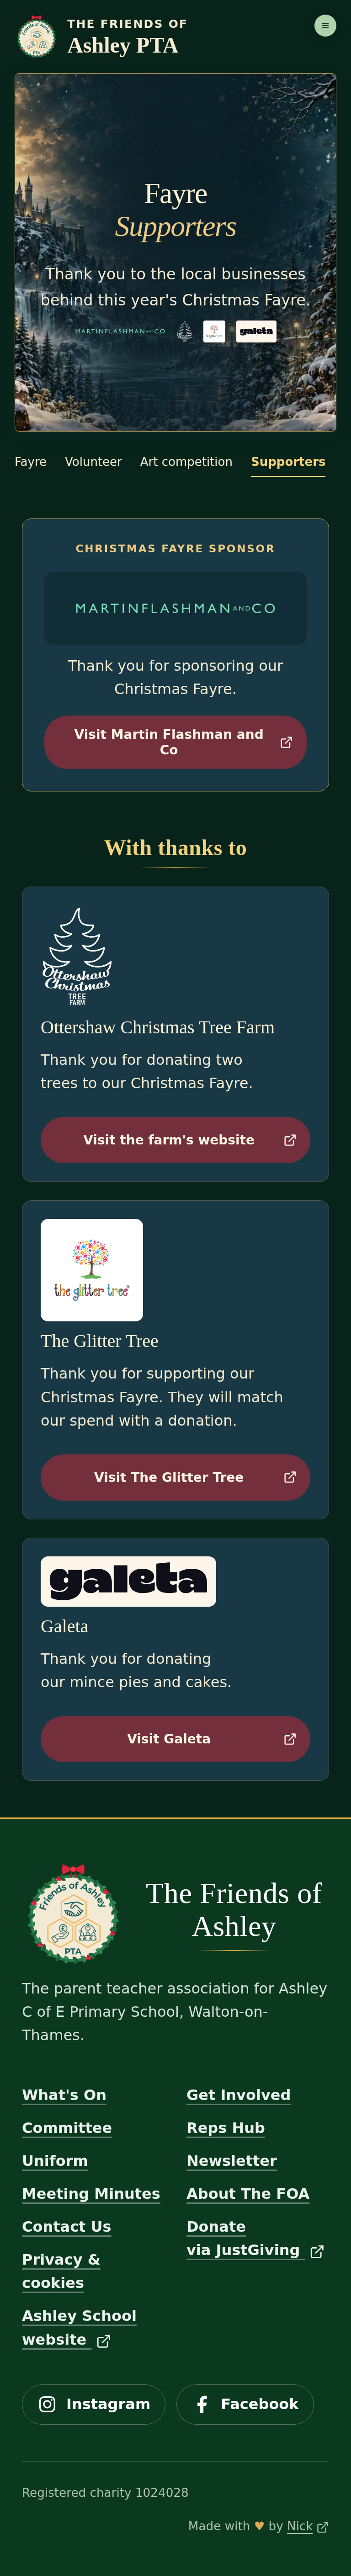 THE FRIENDS OF
Ashley PTA
Fayre
Supporters
Thank you to the local businesses
behind this year's Christmas Fayre.
MARTINFLASHMANANDCO
galeta
Fayre Volunteer Art competition Supporters
CHRISTMAS FAYRE SPONSOR
MARTINFLASHMANANDCO
Thank you for sponsoring our
Christmas Fayre.
Visit Martin Flashman and
Co
With thanks to
Ottershaw
Christmas
TREE
FARM
Ottershaw Christmas Tree Farm
Thank you for donating two
trees to our Christmas Fayre.
Visit the farm's website
the glitter tree
The Glitter Tree
Thank you for supporting our
Christmas Fayre. They will match
our spend with a donation.
Visit The Glitter Tree
galeta
Galeta
Thank you for donating
our mince pies and cakes.
Visit Galeta
Friends of Ashley
PTA
The Friends of
Ashley
The parent teacher association for Ashley
C of E Primary School, Walton-on-
Thames.
What's On
Committee
Uniform
Meeting Minutes
Contact Us
Privacy &
cookies
Ashley School
website
Get Involved
Reps Hub
Newsletter
About The FOA
Donate
via JustGiving
Instagram
Facebook
Registered charity 1024028
Made with ♥ by Nick